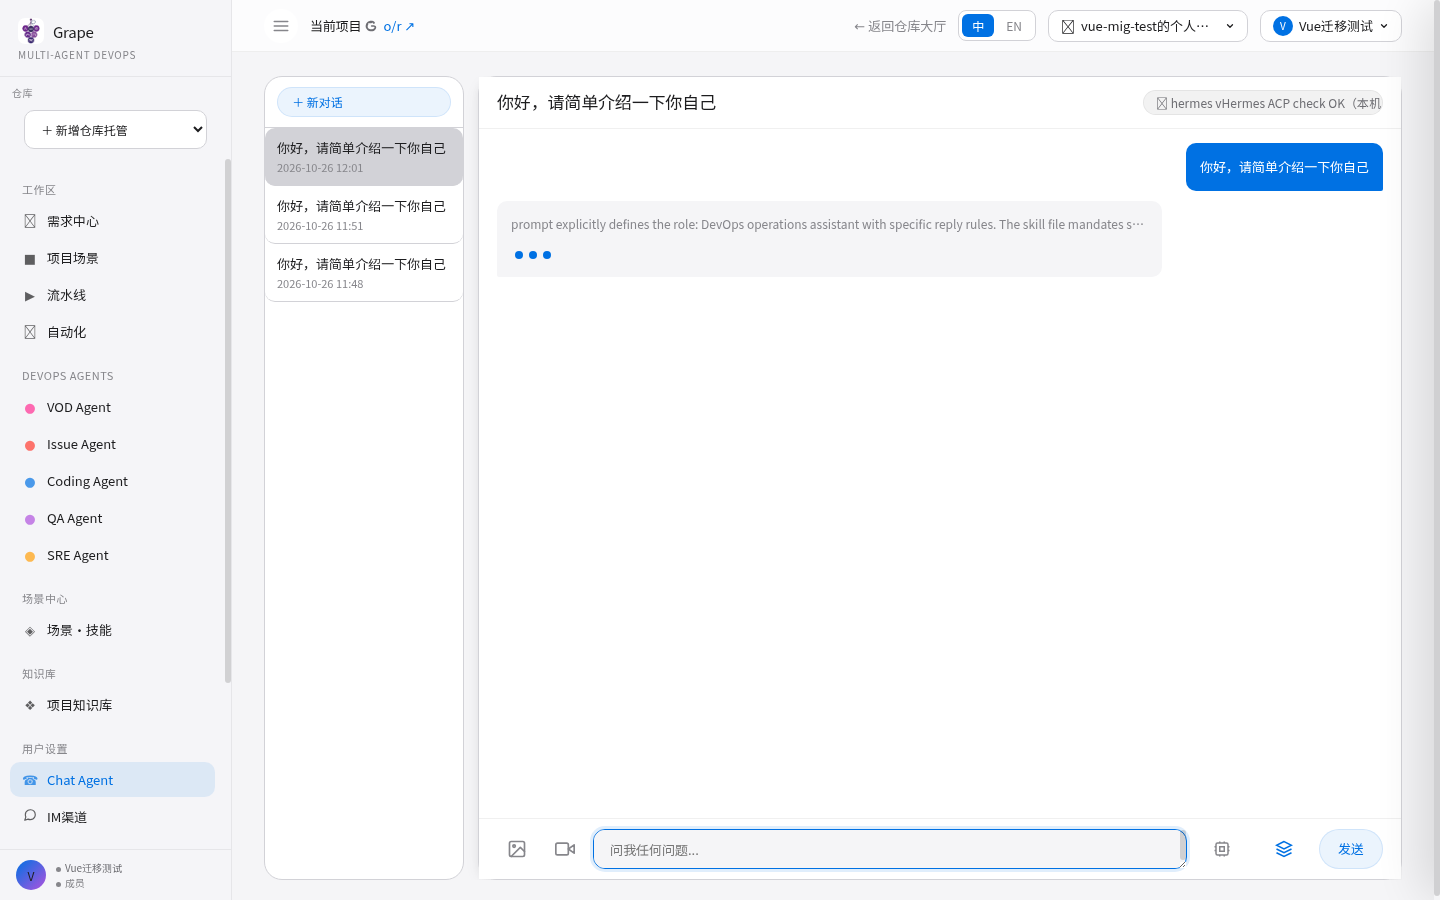 Grape
MULTI-AGENT DEVOPS
仓库
＋ 新增仓库托管
工作区
需求中心
项目场景
流水线
自动化
DEVOPS AGENTS
VOD Agent
Issue Agent
Coding Agent
QA Agent
SRE Agent
场景中心
场景·技能
知识库
项目知识库
用户设置
Chat Agent
IM渠道
V
Vue迁移测试
成员
当前项目 G o/r ↗
← 返回仓库大厅
中
EN
vue-mig-test的个人…
V
Vue迁移测试
＋ 新对话
你好，请简单介绍一下你自己
2026-10-26 12:01
你好，请简单介绍一下你自己
2026-10-26 11:51
你好，请简单介绍一下你自己
2026-10-26 11:48
你好，请简单介绍一下你自己
hermes vHermes ACP check OK（本机
你好，请简单介绍一下你自己
prompt explicitly defines the role: DevOps operations assistant with specific reply rules. The skill file mandates s…
问我任何问题...
发送